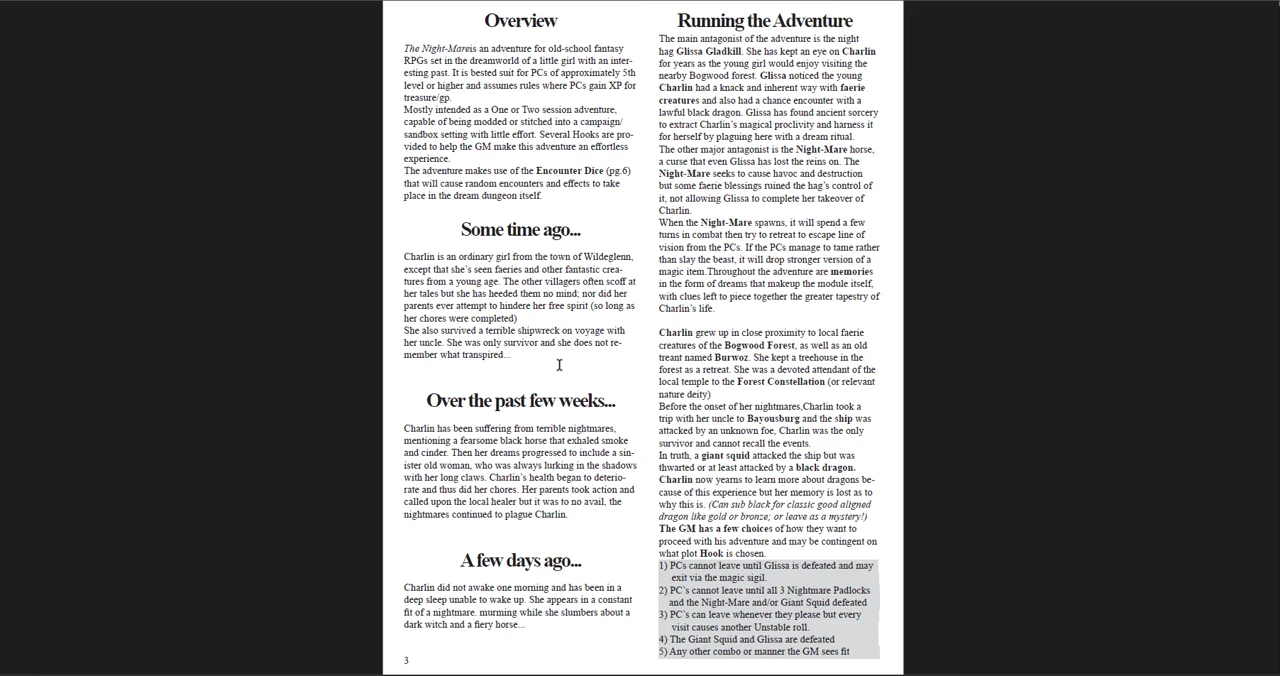 Overview
The Night-Mareis an adventure for old-school fantasy
RPGs set in the dreamworld of a little girl with an inter-
esting past. It is bested suit for PCs of approximately 5th
level or higher and assumes rules where PCs gain XP for
treasure/gp.
Mostly intended as a One or Two session adventure,
capable of being modded or stitched into a campaign/
sandbox setting with little effort. Several Hooks are pro-
vided to help the GM make this adventure an effortless
experience.
The adventure makes use of the Encounter Dice (pg.6)
that will cause random encounters and effects to take
place in the dream dungeon itself.
Some time ago...
Charlin is an ordinary girl from the town of Wildeglenn,
except that she's seen faeries and other fantastic crea-
tures from a young age. The other villagers often scoff at
her tales but she has heeded them no mind; nor did her
parents ever attempt to hindere her free spirit (so long as
her chores were completed)
She also survived a terrible shipwreck on voyage with
her uncle. She was only survivor and she does not re-
member what transpired...
Over the past few weeks...
Charlin has been suffering from terrible nightmares,
mentioning a fearsome black horse that exhaled smoke
and cinder. Then her dreams progressed to include a sin-
ister old woman, who was always lurking in the shadows
with her long claws. Charlin's health began to deterio-
rate and thus did her chores. Her parents took action and
called upon the local healer but it was to no avail, the
nightmares continued to plague Charlin.
A few days ago...
Charlin did not awake one morning and has been in a
deep sleep unable to wake up. She appears in a constant
fit of a nightmare. murming while she slumbers about a
dark witch and a fiery horse...
3
Running the Adventure
The main antagonist of the adventure is the night
hag Glissa Gladkill. She has kept an eye on Charlin
for years as the young girl would enjoy visiting the
nearby Bogwood forest. Glissa noticed the young
Charlin had a knack and inherent way with faerie
creatures and also had a chance encounter with a
lawful black dragon. Glissa has found ancient sorcery
to extract Charlin's magical proclivity and harness it
for herself by plaguing here with a dream ritual.
The other major antagonist is the Night-Mare horse,
a curse that even Glissa has lost the reins on. The
Night-Mare seeks to cause havoc and destruction
but some faerie blessings ruined the hag's control of
it, not allowing Glissa to complete her takeover of
Charlin.
When the Night-Mare spawns, it will spend a few
turns in combat then try to retreat to escape line of
vision from the PCs. If the PCs manage to tame rather
than slay the beast, it will drop stronger version of a
magic item.Throughout the adventure are memories
in the form of dreams that makeup the module itself,
with clues left to piece together the greater tapestry of
Charlin's life.
Charlin grew up in close proximity to local faerie
creatures of the Bogwood Forest, as well as an old
treant named Burwoz. She kept a treehouse in the
forest as a retreat. She was a devoted attendant of the
local temple to the Forest Constellation (or relevant
nature deity)
Before the onset of her nightmares,Charlin took a
trip with her uncle to Bayousburg and the ship was
attacked by an unknown foe, Charlin was the only
survivor and cannot recall the events.
In truth, a giant squid attacked the ship but was
thwarted or at least attacked by a black dragon.
Charlin now yearns to learn more about dragons be-
cause of this experience but her memory is lost as to
why this is. (Can sub black for classic good aligned
dragon like gold or bronze; or leave as a mystery!)
The GM has a few choices of how they want to
proceed with his adventure and may be contingent on
what plot Hook is chosen.
1) PCs cannot leave until Glissa is defeated and may
exit via the magic sigil.
2) PC's cannot leave until all 3 Nightmare Padlocks
and the Night-Mare and/or Giant Squid defeated
3) PC's can leave whenever they please but every
visit causes another Unstable roll.
4) The Giant Squid and Glissa are defeated
5) Any other combo or manner the GM sees fit